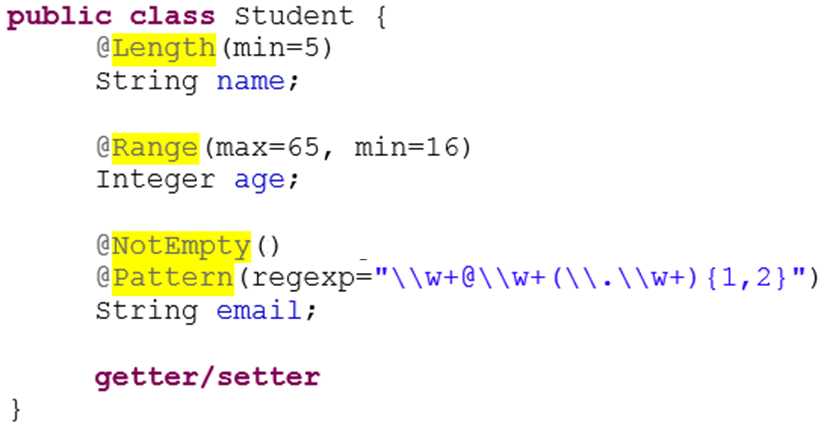 public class Student {
@Length(min=5)
String name;
@Range(max=65, min=16)
Integer age;
@NotEmpty()
@Pattern(regexp="\\w+@\\w+(\\.\\w+){1,2}")
String email;
getter/setter
}